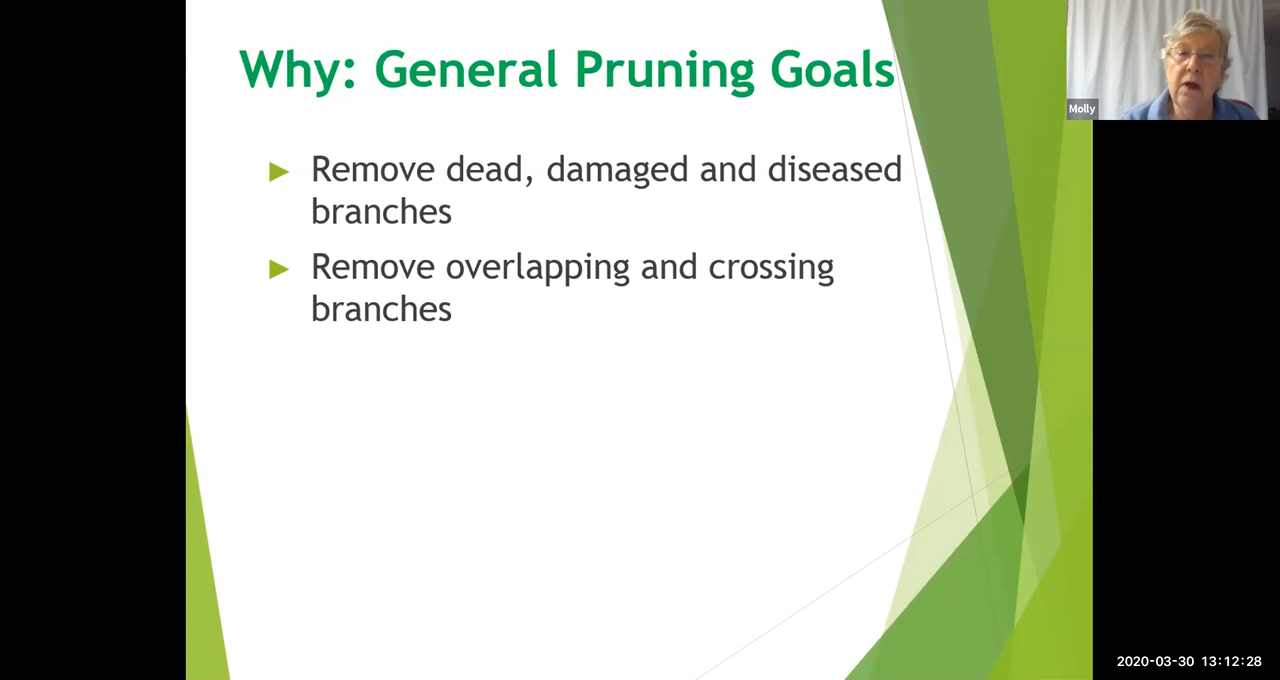 Why: General Pruning Goals
Remove dead, damaged and diseased
branches
Remove overlapping and crossing
branches
Molly
2020-03-30 13:12:28